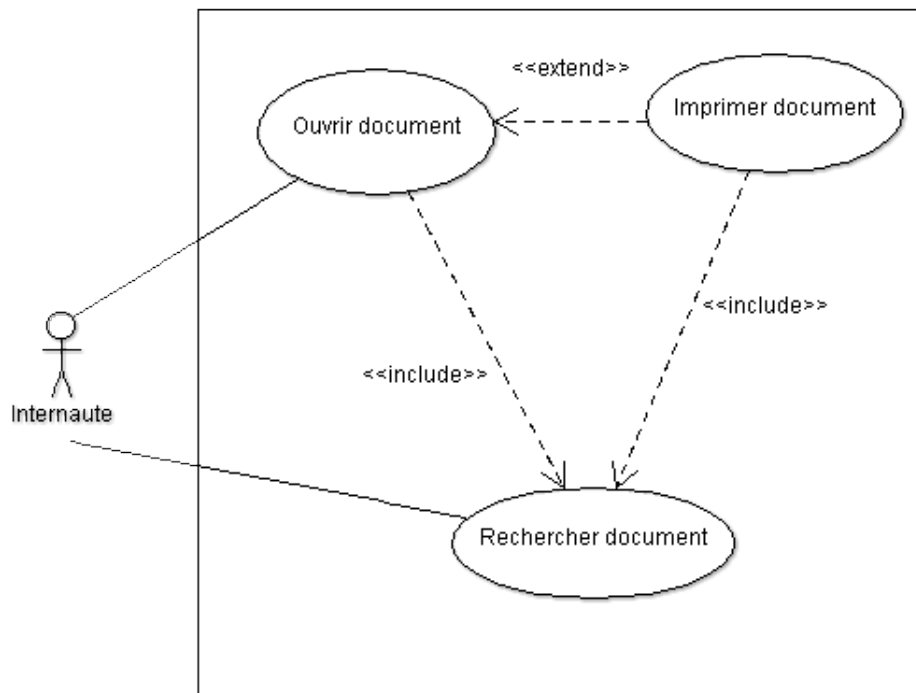 <<extend>>
Ouvrir document
Imprimer document
<<include>>
<<include>>
Internaute
Rechercher document